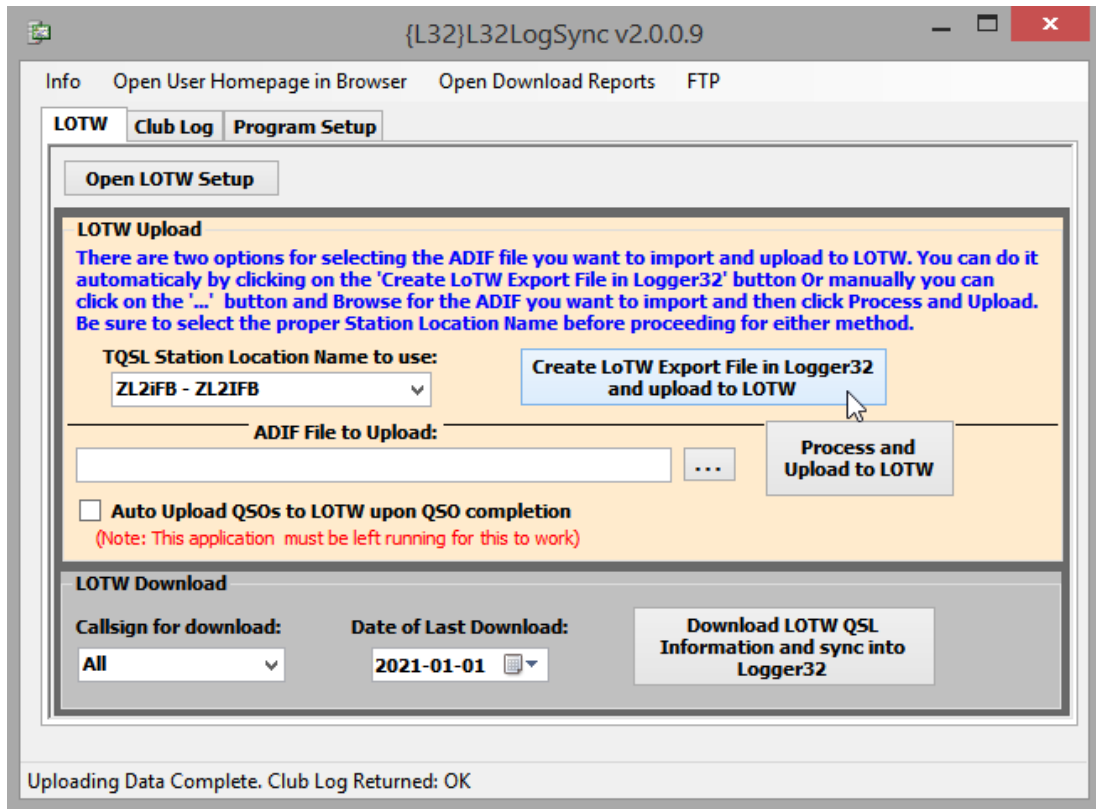 {L32}L32LogSync v2.0.0.9
Info Open User Homepage in Browser Open Download Reports FTP
LOTW Club Log Program Setup
Open LOTW Setup
LOTW Upload
There are two options for selecting the ADIF file you want to import and upload to LOTW. You can do it
automaticaly by clicking on the 'Create LoTW Export File in Logger32' button Or manually you can
click on the '...' button and Browse for the ADIF you want to import and then click Process and Upload.
Be sure to select the proper Station Location Name before proceeding for either method.
TQSL Station Location Name to use:
ZL2iFB - ZL2IFB
Create LoTW Export File in Logger32
and upload to LOTW
ADIF File to Upload:
...
Process and
Upload to LOTW
Auto Upload QSOs to LOTW upon QSO completion
(Note: This application must be left running for this to work)
LOTW Download
Callsign for download:
All
Date of Last Download:
2021-01-01
Download LOTW QSL
Information and sync into
Logger32
Uploading Data Complete. Club Log Returned: OK